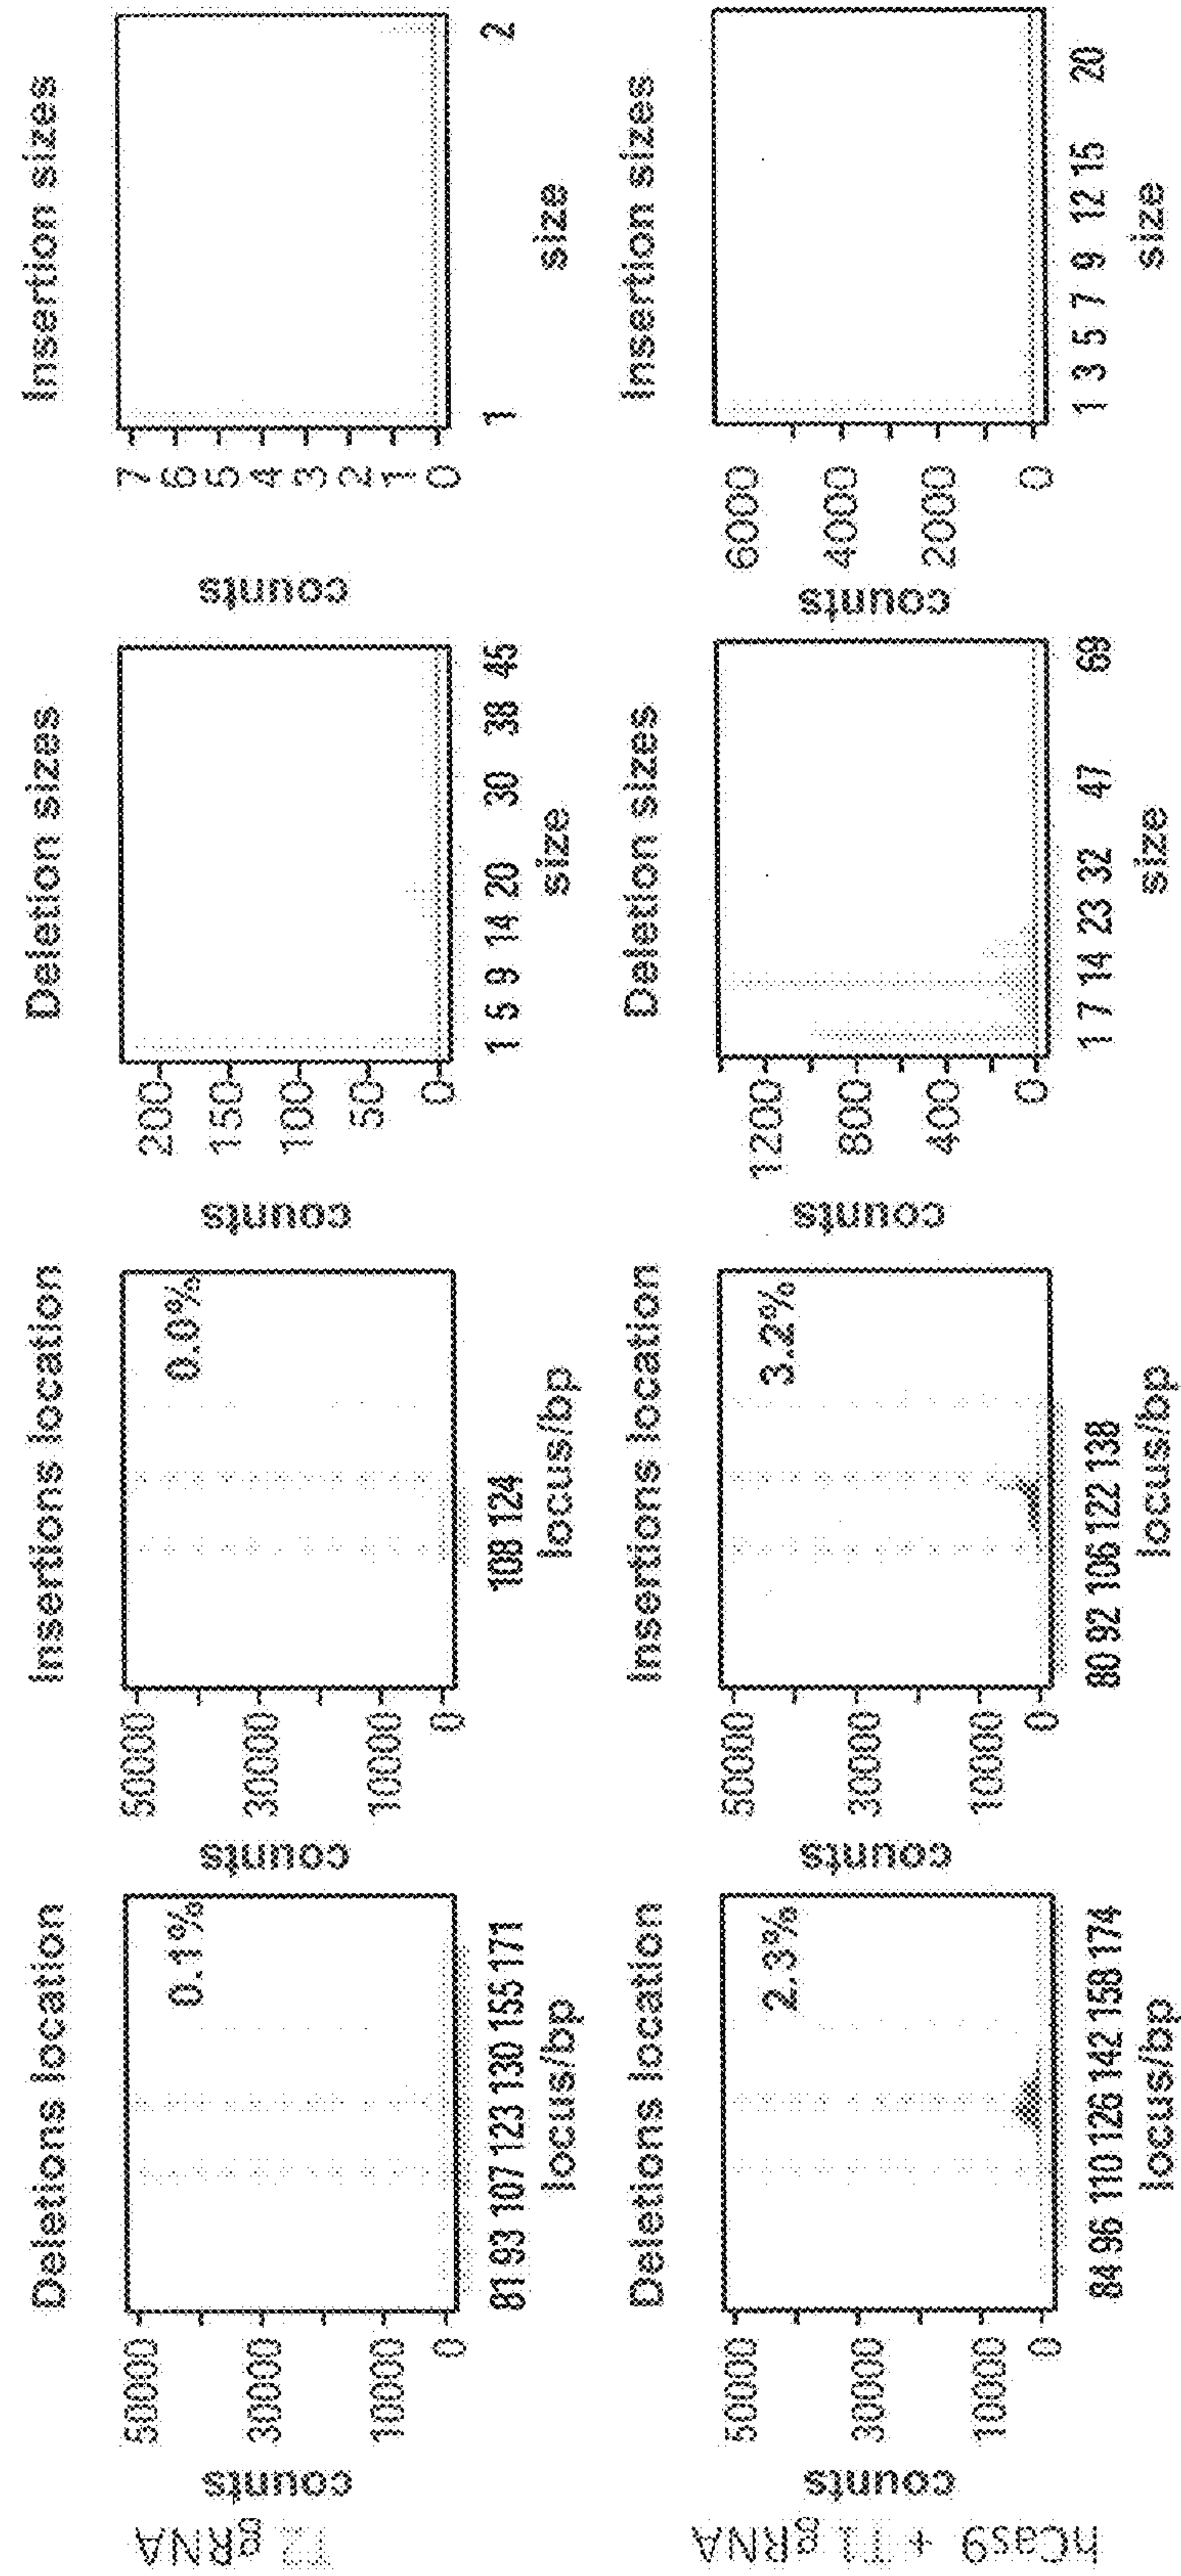 T2 gRNA
Deletions location
counts
50000
30000
10000
0
0.1%
81 93 107 123 130 155 171
locus/bp
Insertions location
counts
50000
30000
10000
0
0.0%
108 124
locus/bp
Deletion sizes
counts
200
150
100
50
0
1 5 9 14 20 30 38 45
size
Insertion sizes
counts
7
6
5
4
3
2
1
0
1 2
size
hCas9 + T1 gRNA
Deletions location
counts
50000
30000
10000
0
2.3%
84 96 110 126 142 158 174
locus/bp
Insertions location
counts
50000
30000
10000
0
3.2%
80 92 106 122 138
locus/bp
Deletion sizes
counts
1200
800
400
0
1 7 14 23 32 47 69
size
Insertion sizes
counts
6000
4000
2000
0
1 3 5 7 9 12 15 20
size